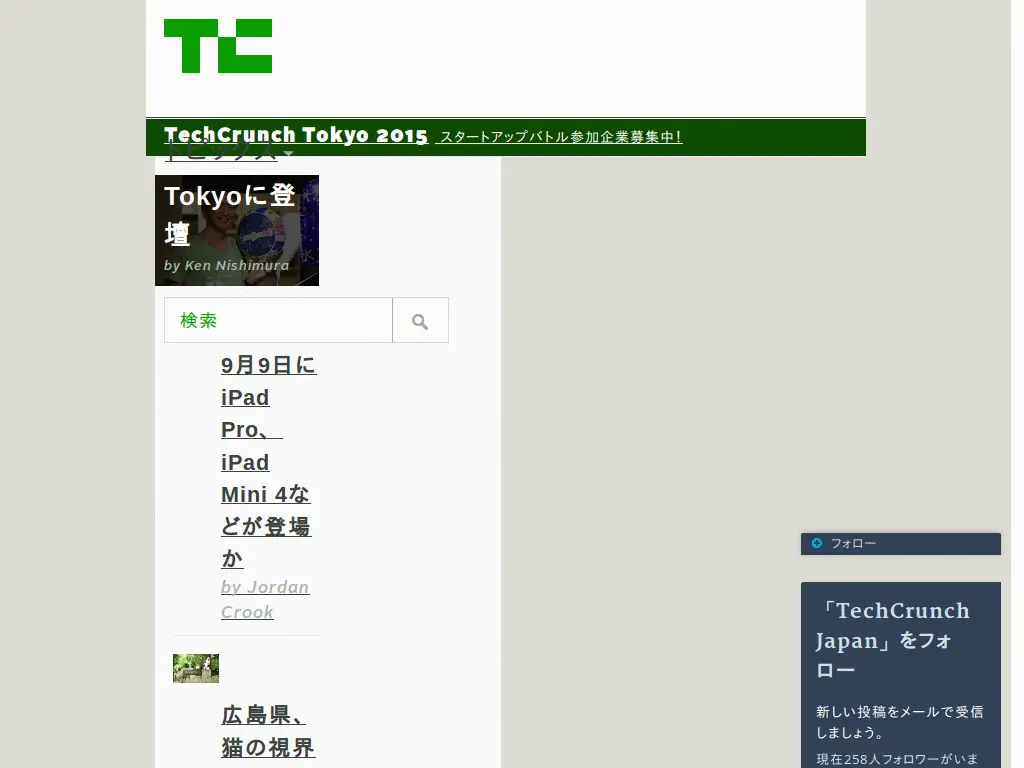 TC
TechCrunch Tokyo 2015 スタートアップバトル参加企業募集中!
トピックス
Tokyoに登
壇
by Ken Nishimura
検索
9月9日に
iPad
Pro、
iPad
Mini 4な
どが登場
か
by Jordan
Crook
広島県、
猫の視界
フォロー
「TechCrunch
Japan」をフォ
ロー
新しい投稿をメールで受信
しましょう。
現在258人フォロワーがいま